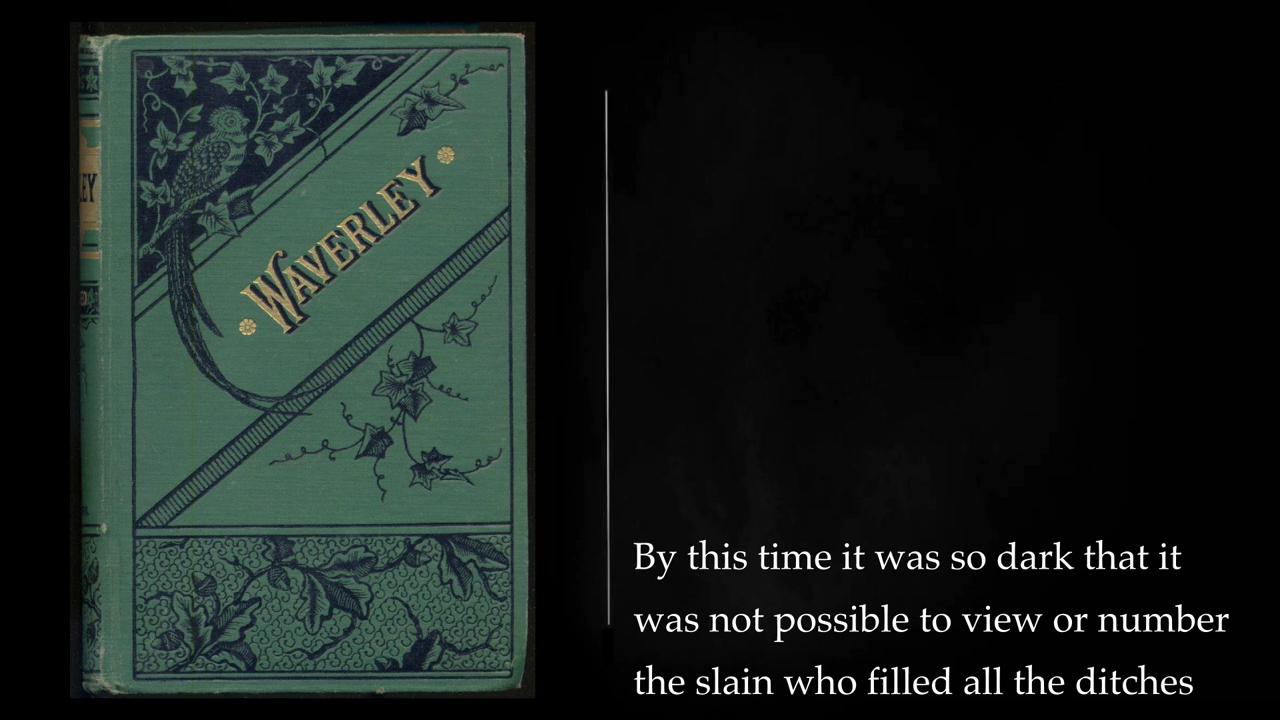 WAVERLEY
EY
By this time it was so dark that it
was not possible to view or number
the slain who filled all the ditches